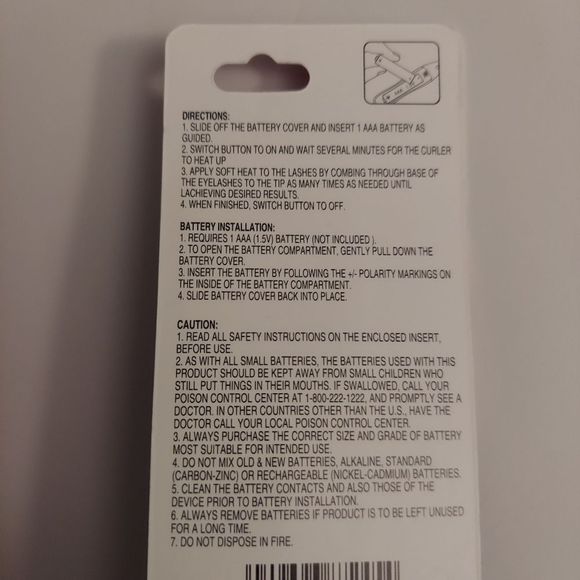 DIRECTIONS:
1. SLIDE OFF THE BATTERY COVER AND INSERT 1 AAA BATTERY AS
GUIDED.
2. SWITCH BUTTON TO ON AND WAIT SEVERAL MINUTES FOR THE CURLER
TO HEAT UP
3. APPLY SOFT HEAT TO THE LASHES BY COMBING THROUGH BASE OF
THE EYELASHES TO THE TIP AS MANY TIMES AS NEEDED UNTIL
LACHIEVING DESIRED RESULTS.
4. WHEN FINISHED, SWITCH BUTTON TO OFF.
BATTERY INSTALLATION:
1. REQUIRES 1 AAA (1.5V) BATTERY (NOT INCLUDED ).
2. TO OPEN THE BATTERY COMPARTMENT, GENTLY PULL DOWN THE
BATTERY COVER.
3. INSERT THE BATTERY BY FOLLOWING THE +/- POLARITY MARKINGS ON
THE INSIDE OF THE BATTERY COMPARTMENT.
4. SLIDE BATTERY COVER BACK INTO PLACE.
CAUTION:
1. READ ALL SAFETY INSTRUCTIONS ON THE ENCLOSED INSERT,
BEFORE USE.
2. AS WITH ALL SMALL BATTERIES, THE BATTERIES USED WITH THIS
PRODUCT SHOULD BE KEPT AWAY FROM SMALL CHILDREN WHO
STILL PUT THINGS IN THEIR MOUTHS. IF SWALLOWED, CALL YOUR
POISON CONTROL CENTER AT 1-800-222-1222, AND PROMPTLY SEE A
DOCTOR. IN OTHER COUNTRIES OTHER THAN THE U.S., HAVE THE
DOCTOR CALL YOUR LOCAL POISON CONTROL CENTER.
3. ALWAYS PURCHASE THE CORRECT SIZE AND GRADE OF BATTERY
MOST SUITABLE FOR INTENDED USE.
4. DO NOT MIX OLD & NEW BATTERIES, ALKALINE, STANDARD
(CARBON-ZINC) OR RECHARGEABLE (NICKEL-CADMIUM) BATTERIES.
5. CLEAN THE BATTERY CONTACTS AND ALSO THOSE OF THE
DEVICE PRIOR TO BATTERY INSTALLATION.
6. ALWAYS REMOVE BATTERIES IF PRODUCT IS TO BE LEFT UNUSED
FOR A LONG TIME.
7. DO NOT DISPOSE IN FIRE.